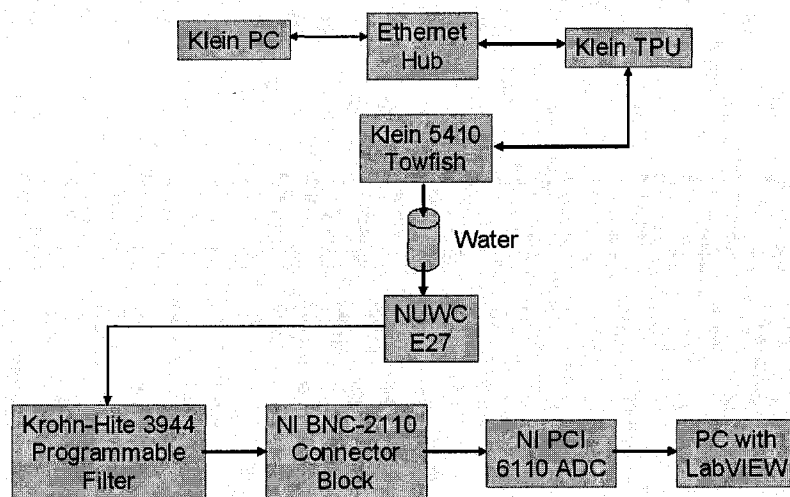 Klein PC
Ethernet
Hub
Klein TPU
Klein 5410
Towfish
Water
NUWC
E27
Krohn-Hite 3944
Programmable
Filter
NI BNC-2110
Connector
Block
NI PCI
6110 ADC
PC with
LabVIEW